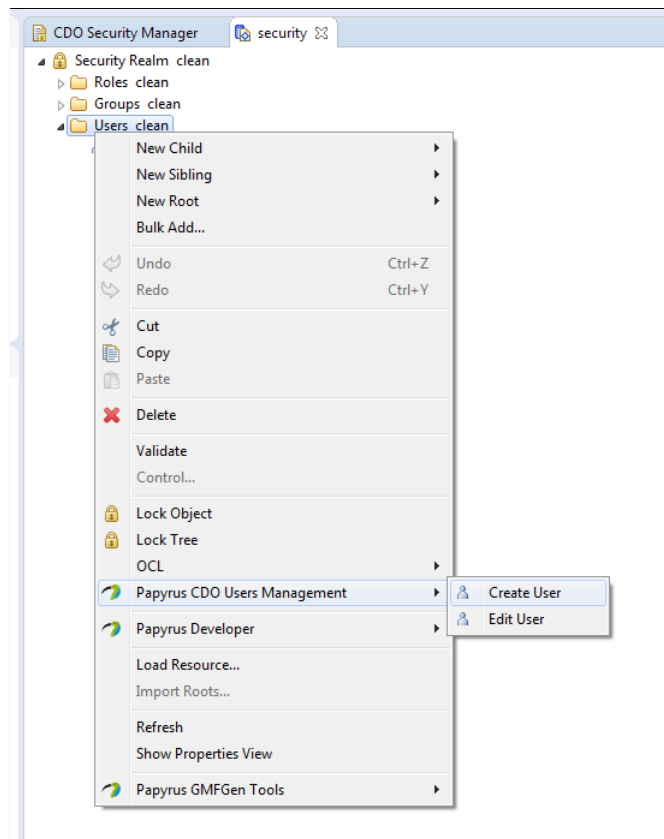 CDO Security Manager security
Security Realm clean
Roles clean
Groups clean
Users clean
New Child
New Sibling
New Root
Bulk Add...
Undo Ctrl+Z
Redo Ctrl+Y
Cut
Copy
Paste
Delete
Validate
Control...
Lock Object
Lock Tree
OCL
Papyrus CDO Users Management Create User
Edit User
Papyrus Developer
Load Resource...
Import Roots...
Refresh
Show Properties View
Papyrus GMFGen Tools